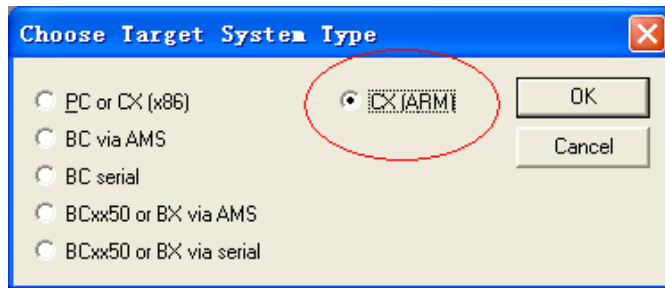 Choose Target System Type
PC or CX (x86)
CX (ARM)
OK
BC via AMS
Cancel
BC serial
BCxx50 or BX via AMS
BCxx50 or BX via serial